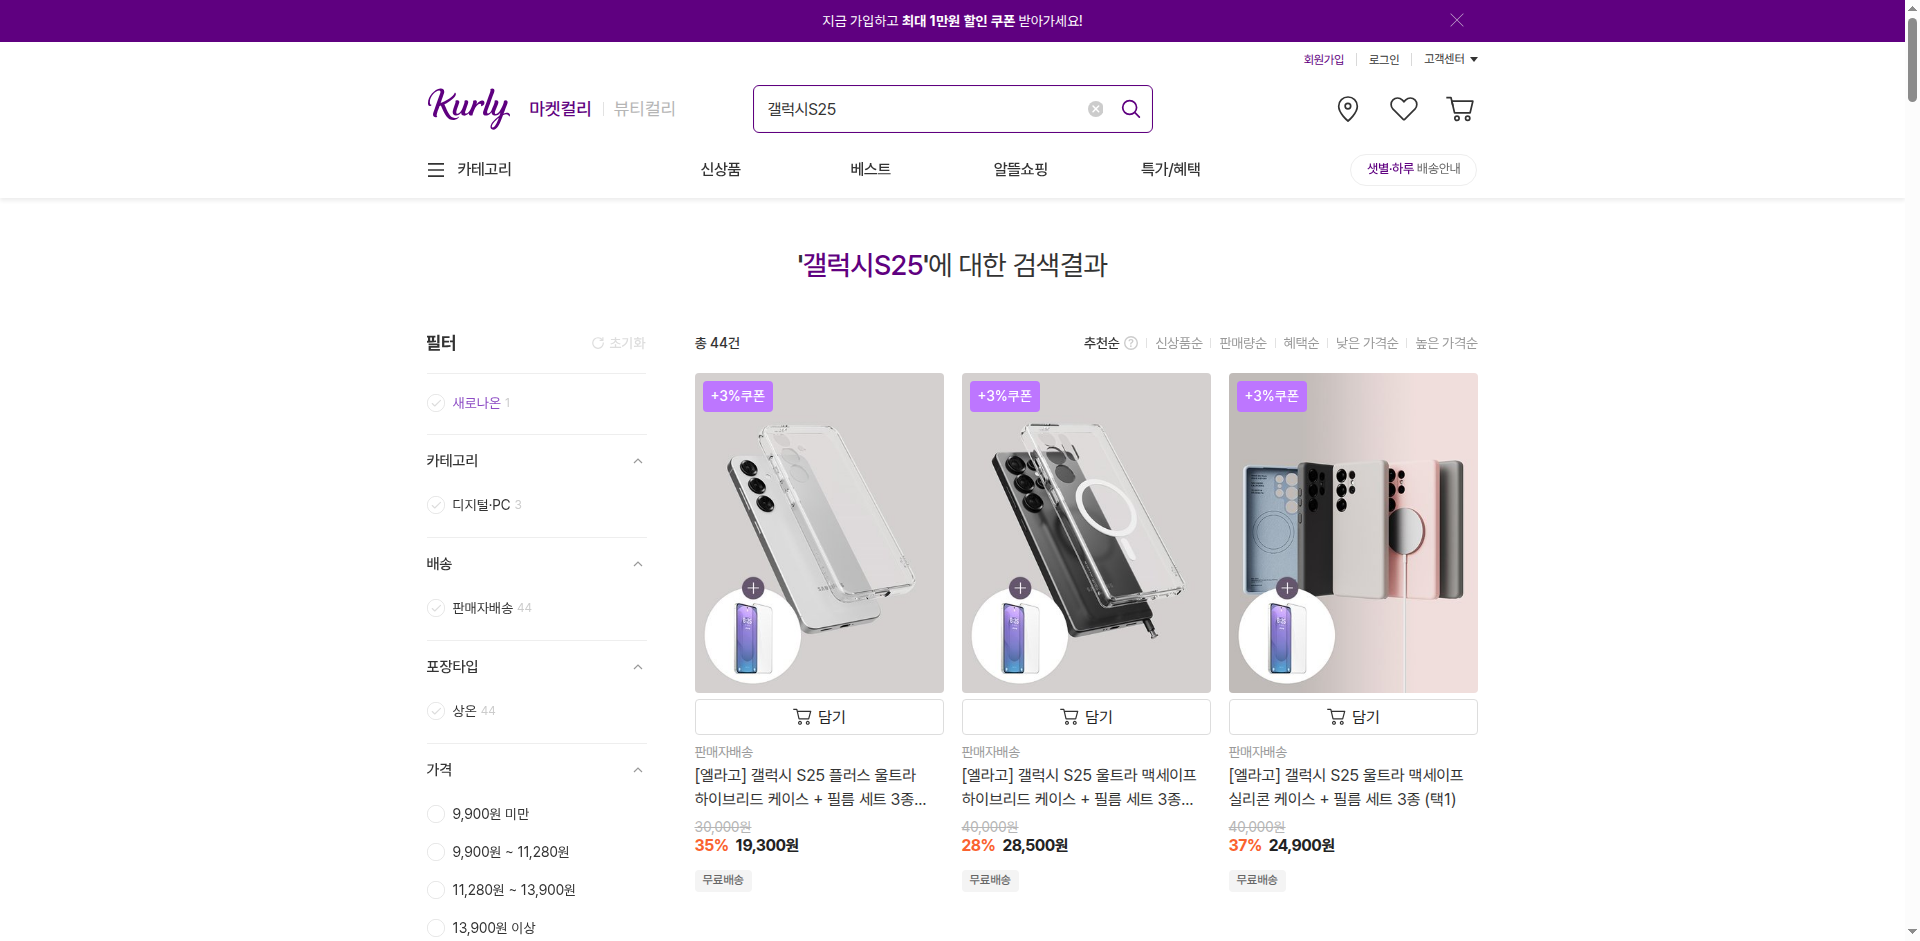 지금 가입하고 최대 1만원 할인 쿠폰 받아가세요!
회원가입 로그인 고객센터
Kurly 마켓컬리 뷰티컬리
갤럭시S25
카테고리 신상품 베스트 알뜰쇼핑 특가/혜택 샛별·하루 배송안내
'갤럭시S25'에 대한 검색결과
필터 초기화
총 44건 추천순 신상품순 판매량순 혜택순 낮은 가격순 높은 가격순
새로나온 1
카테고리
디지털·PC 3
배송
판매자배송 44
포장타입
상온 44
가격
9,900원 미만
9,900원 ~ 11,280원
11,280원 ~ 13,900원
13,900원 이상
+3%쿠폰
담기
판매자배송
[엘라고] 갤럭시 S25 플러스 울트라
하이브리드 케이스 + 필름 세트 3종...
30,000원
35% 19,300원
무료배송
+3%쿠폰
담기
판매자배송
[엘라고] 갤럭시 S25 울트라 맥세이프
하이브리드 케이스 + 필름 세트 3종...
40,000원
28% 28,500원
무료배송
+3%쿠폰
담기
판매자배송
[엘라고] 갤럭시 S25 울트라 맥세이프
실리콘 케이스 + 필름 세트 3종 (택1)
40,000원
37% 24,900원
무료배송